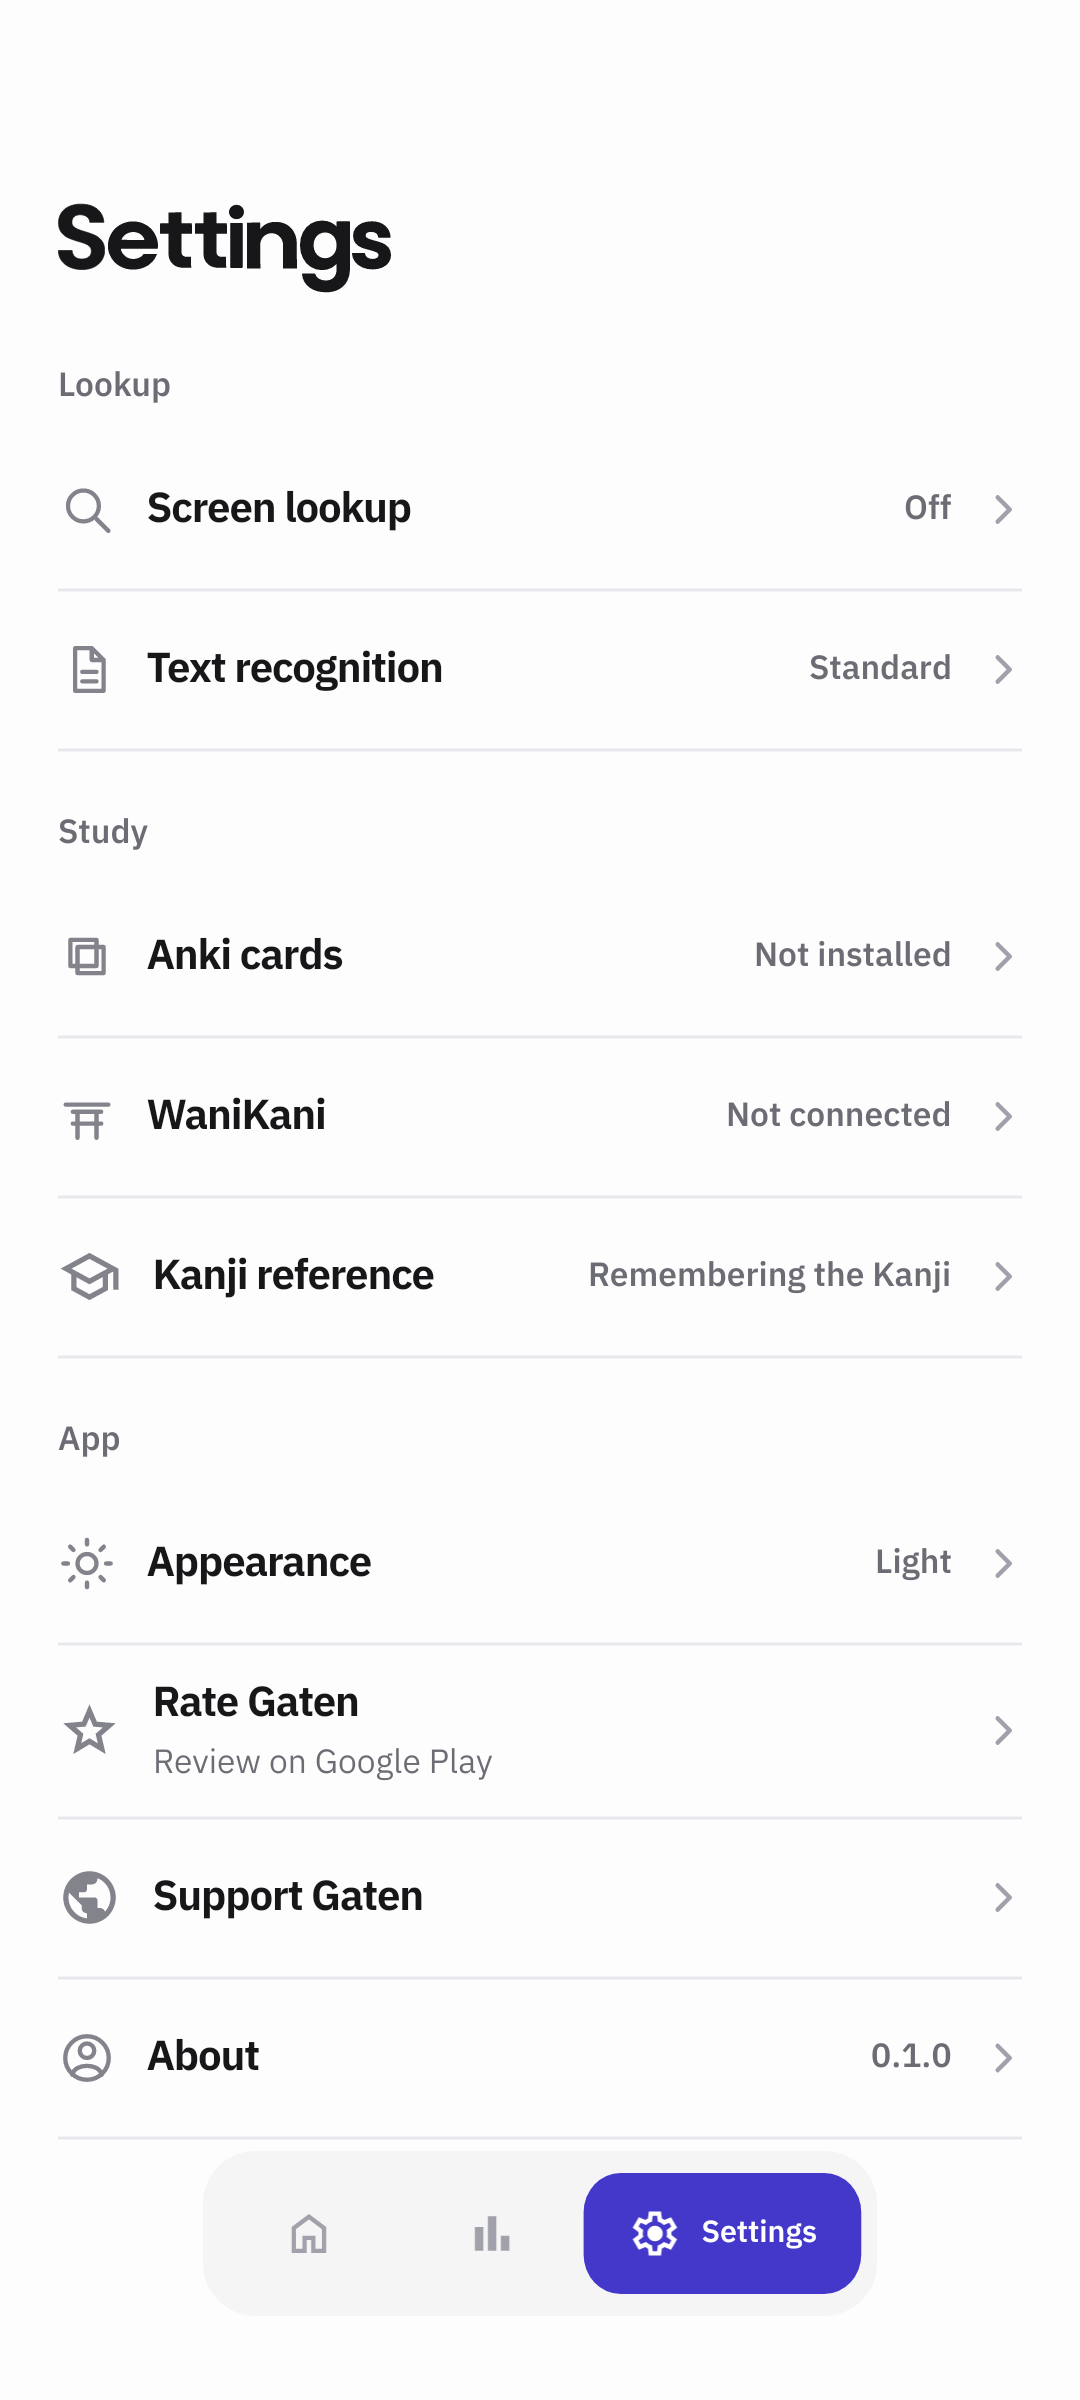 Settings
Lookup
Screen lookup Off
Text recognition Standard
Study
Anki cards Not installed
WaniKani Not connected
Kanji reference Remembering the Kanji
App
Appearance Light
Rate Gaten
Review on Google Play
Support Gaten
About 0.1.0
Settings